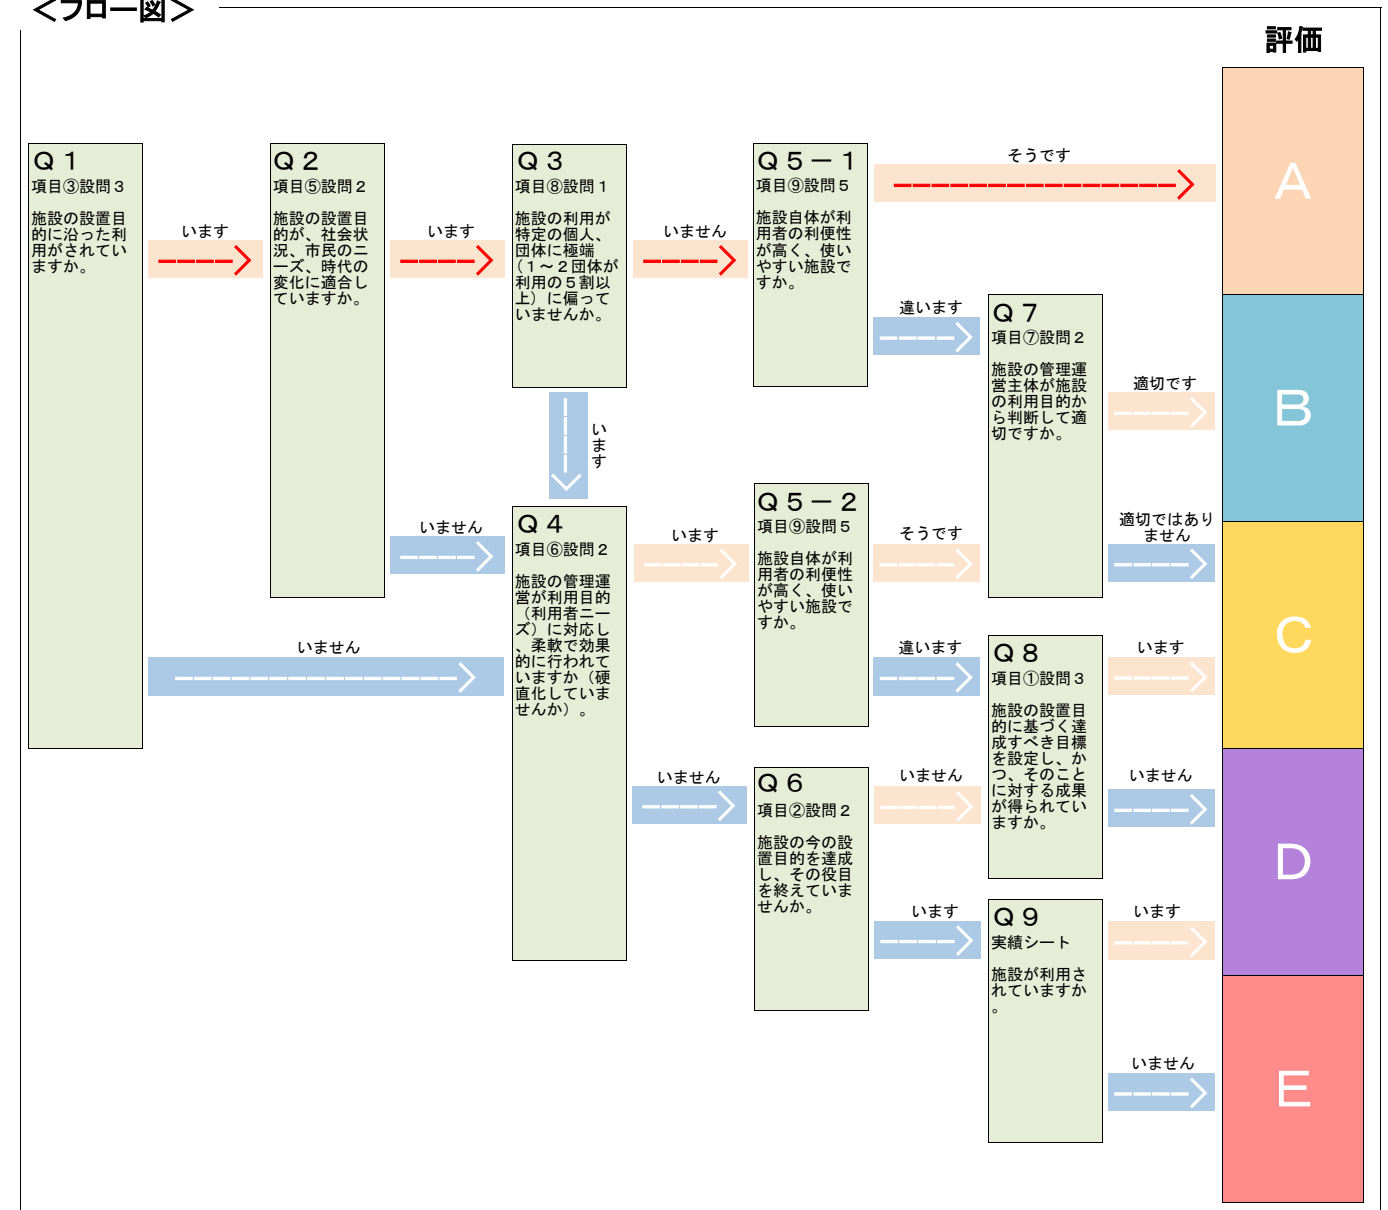 ＜フロー図＞
評価
Ｑ１
項目③設問３
施設の設置目
的に沿った利
用がされてい
ますか。
います
Ｑ２
項目⑤設問２
施設の設置目
的が、社会状
況、市民のニ
ーズ、時代の
変化に適合し
ていますか。
います
Ｑ３
項目⑧設問１
施設の利用が
特定の個人、
団体に極端
（１～２団体が
利用の５割以
上）に偏って
いませんか。
いません
Ｑ５－１
項目⑨設問５
施設自体が利
用者の利便性
が高く、使い
やすい施設で
すか。
そうです
A
違います
Ｑ７
項目⑦設問２
施設の管理運
営主体が施設
の利用目的か
ら判断して適
切ですか。
適切です
B
います
いません
Ｑ４
項目⑥設問２
施設の管理運
営が利用目的
（利用者ニー
ズ）に対応し
、柔軟で効果
的に行われて
いますか（硬
直化していま
せんか）。
います
Ｑ５－２
項目⑨設問５
施設自体が利
用者の利便性
が高く、使い
やすい施設で
すか。
そうです
適切ではあり
ません
C
いません
違います
Ｑ８
項目①設問３
施設の設置目
的に基づく達
成すべき目標
を設定し、か
つ、そのこと
に対する成果
が得られてい
ますか。
います
いません
Ｑ６
項目②設問２
施設の今の設
置目的を達成
し、その役目
を終えていま
せんか。
いません
いません
D
います
Ｑ９
実績シート
施設が利用さ
れていますか
。
います
いません
E